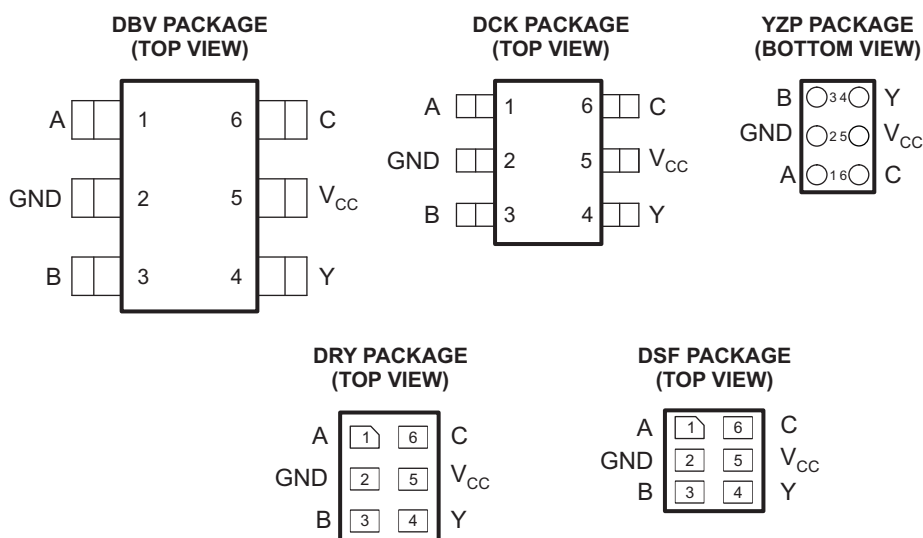 DBV PACKAGE
(TOP VIEW)
A 1 6 C
GND 2 5 VCC
B 3 4 Y
DCK PACKAGE
(TOP VIEW)
A 1 6 C
GND 2 5 VCC
B 3 4 Y
YZP PACKAGE
(BOTTOM VIEW)
B 3 4 Y
GND 2 5 VCC
A 1 6 C
DRY PACKAGE
(TOP VIEW)
A 1 6 C
GND 2 5 VCC
B 3 4 Y
DSF PACKAGE
(TOP VIEW)
A 1 6 C
GND 2 5 VCC
B 3 4 Y